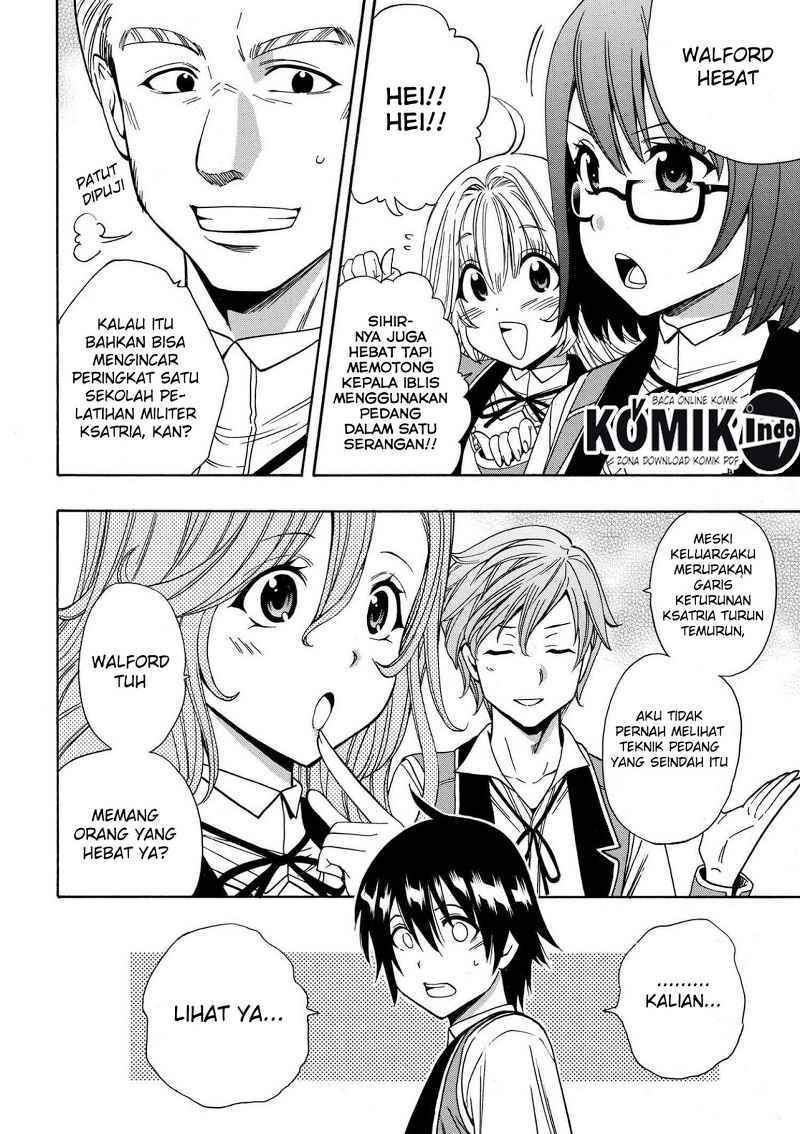 WALFORD
HEBAT
HEI!!
HEI!!
SIHIR-
NYA JUGA
HEBAT TAPI
MEMOTONG
KEPALA IBLIS
MENGGUNAKAN
PEDANG
DALAM SATU
SERANGAN!!
PATUT
DIPUJI
KALAU ITU
BAHKAN BISA
MENGINCAR
PERINGKAT SATU
SEKOLAH PE-
LATIHAN MILITER
KSATRIA, KAN?
BACA ONLINE KOMIK
KOMIK indo
ZONA DOWNLOAD KOMIK PDF
MESKI
KELUARGAKU
MERUPAKAN
GARIS
KETURUNAN
KSATRIA TURUN
TEMURUN,
AKU TIDAK
PERNAH MELIHAT
TEKNIK PEDANG
YANG SEINDAH ITU
WALFORD
TUH
MEMANG
ORANG YANG
HEBAT YA?
.........
KALIAN...
LIHAT YA...